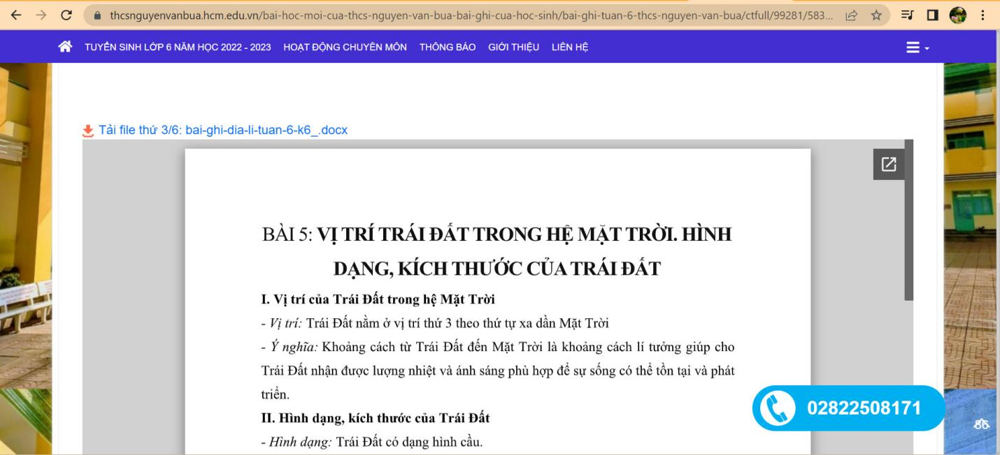 thcsnguyenvanbua.hcm.edu.vn/bai-hoc-moi-cua-thcs-nguyen-van-bua-bai-ghi-cua-hoc-sinh/bai-ghi-tuan-6-thcs-nguyen-van-bua/ctfull/99281/583...
TUYỂN SINH LỚP 6 NĂM HỌC 2022 - 2023 HOẠT ĐỘNG CHUYÊN MÔN THÔNG BÁO GIỚI THIỆU LIÊN HỆ
Tải file thứ 3/6: bai-ghi-dia-li-tuan-6-k6_.docx
BÀI 5: VỊ TRÍ TRÁI ĐẤT TRONG HỆ MẶT TRỜI. HÌNH
DẠNG, KÍCH THƯỚC CỦA TRÁI ĐẤT
I. Vị trí của Trái Đất trong hệ Mặt Trời
- Vị trí: Trái Đất nằm ở vị trí thứ 3 theo thứ tự xa dần Mặt Trời
- Ý nghĩa: Khoảng cách từ Trái Đất đến Mặt Trời là khoảng cách lí tưởng giúp cho
Trái Đất nhận được lượng nhiệt và ánh sáng phù hợp để sự sống có thể tồn tại và phát
triển.
II. Hình dạng, kích thước của Trái Đất
- Hình dạng: Trái Đất có dạng hình cầu.
02822508171